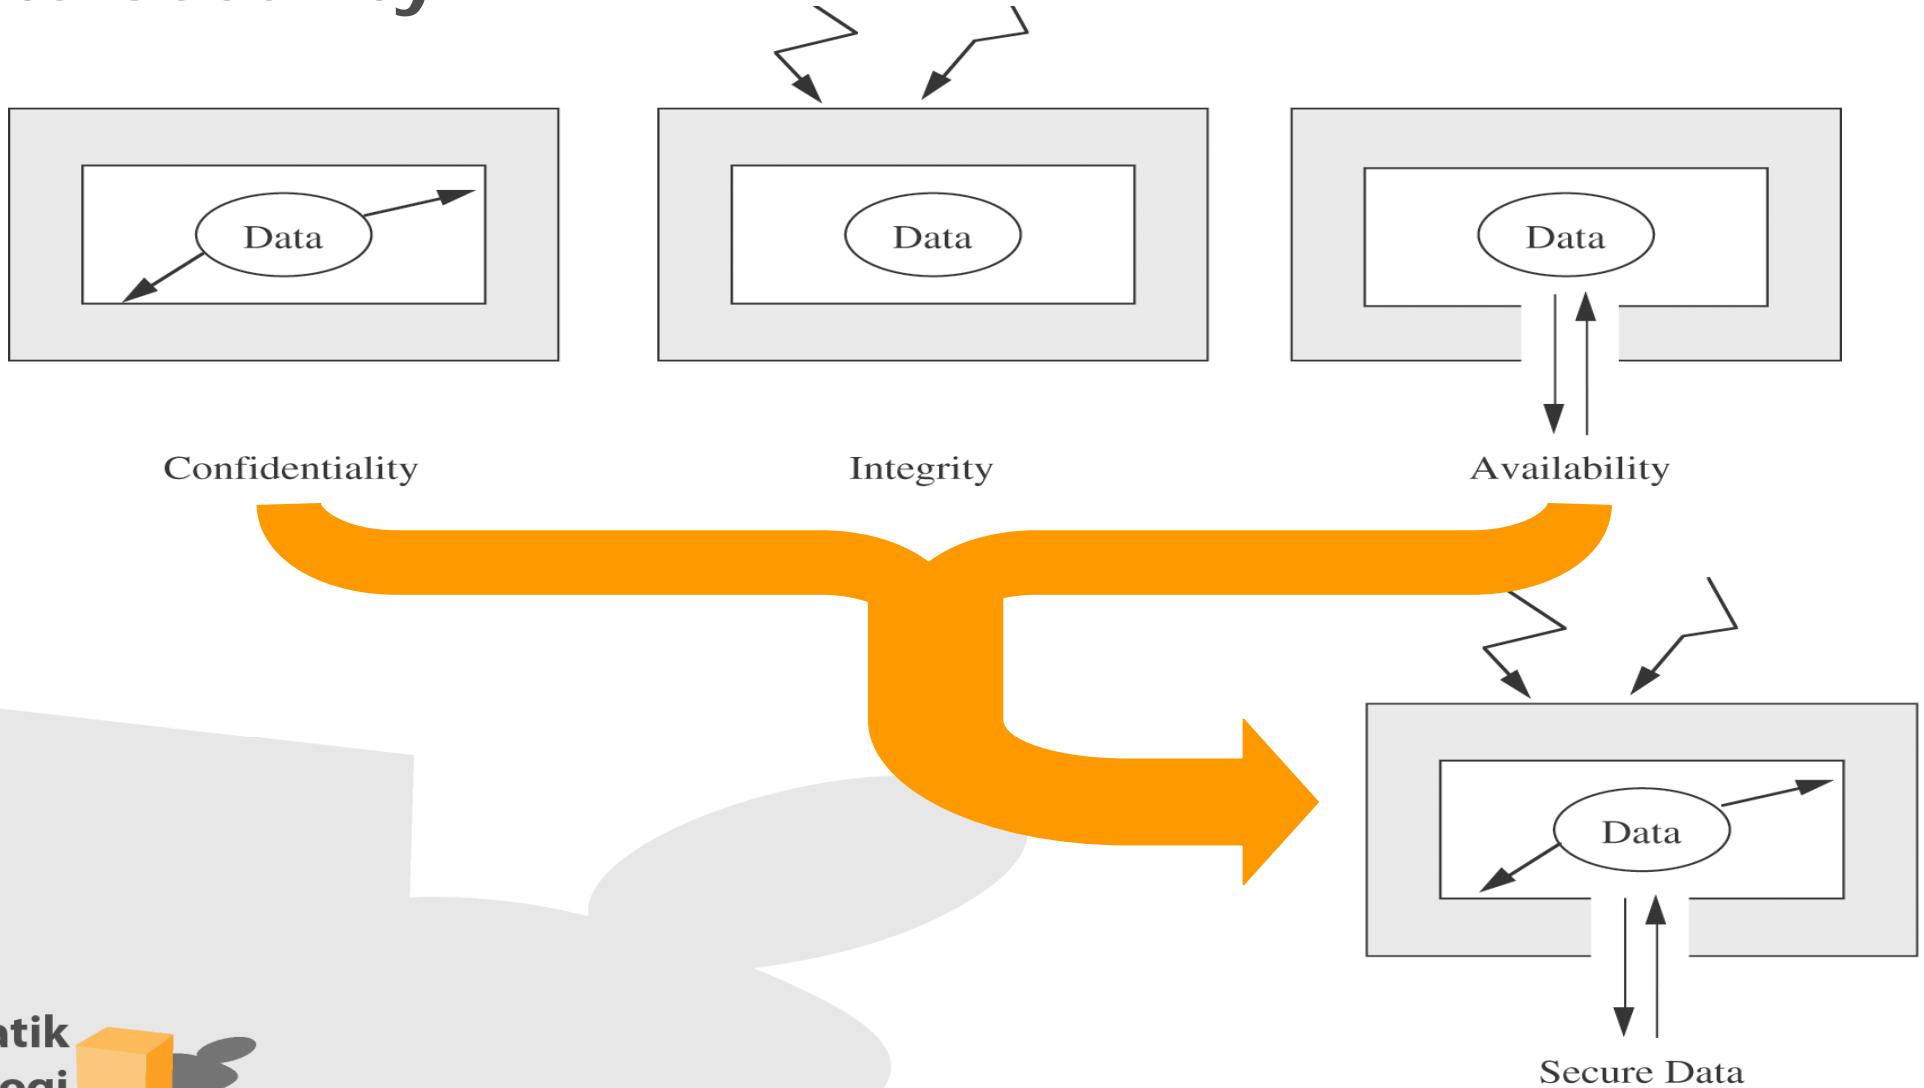 Data
Data
Data
Confidentiality
Integrity
Availability
Data
Secure Data